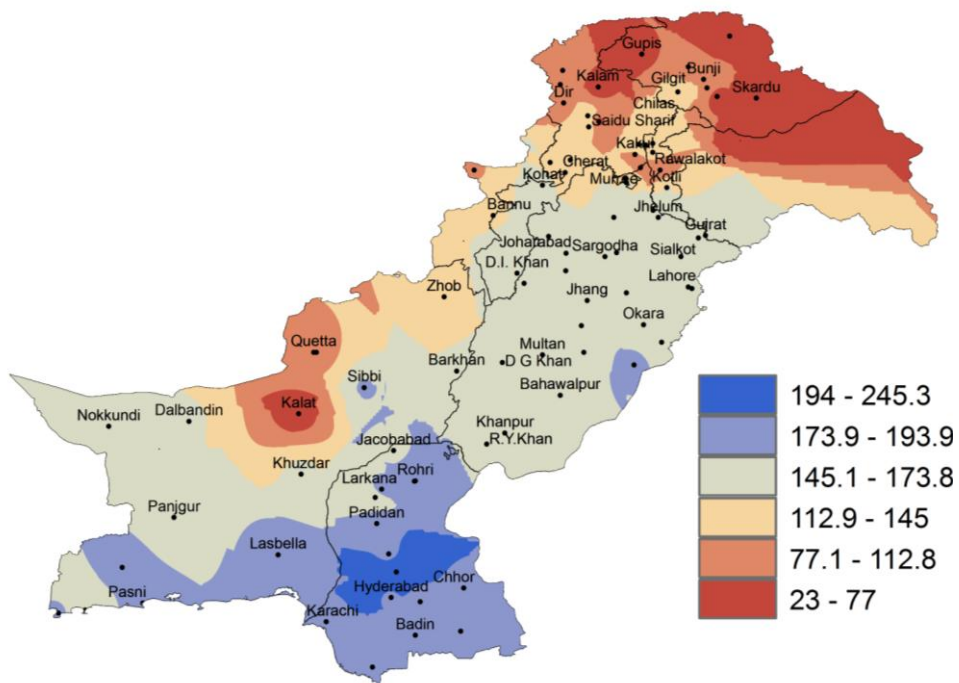 Gupis
Kalam
Gilgit
Bunji
Dir
Skardu
Chilas
Saidu Sharif
Kakul
Cherat
Rawalakot
Kohat
Murree
Kotli
Bannu
Jhelum
Gujrat
Joharabad
Sargodha
Sialkot
D.I. Khan
Zhob
Lahore
Jhang
Okara
Quetta
Multan
Barkhan
D G Khan
Sibbi
Bahawalpur
Kalat
Nokkundi
Dalbandin
Khanpur
R.Y.Khan
Jacobabad
Khuzdar
Rohri
Larkana
Panjgur
Padidan
Lasbella
Hyderabad
Chhor
Pasni
Karachi
Badin
194 - 245.3
173.9 - 193.9
145.1 - 173.8
112.9 - 145
77.1 - 112.8
23 - 77